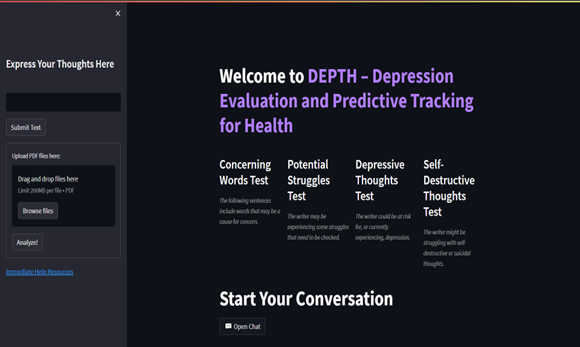 X
Express Your Thoughts Here
Submit Text
Upload PDF files here:
Drag and drop files here
Limit 200MB per file • PDF
Browse files
Analyze!
Immediate Help Resources
Welcome to DEPTH – Depression
Evaluation and Predictive Tracking
for Health
Concerning
Words Test
The following sentences
include words that may be a
cause for concern.
Potential
Struggles
Test
The writer may be
experiencing some struggles
that need to be checked.
Depressive
Thoughts
Test
The writer could be at risk
for, or currently
experiencing, depression.
Self-
Destructive
Thoughts
Test
The writer might be
struggling with self-
destructive or suicidal
thoughts.
Start Your Conversation
Open Chat